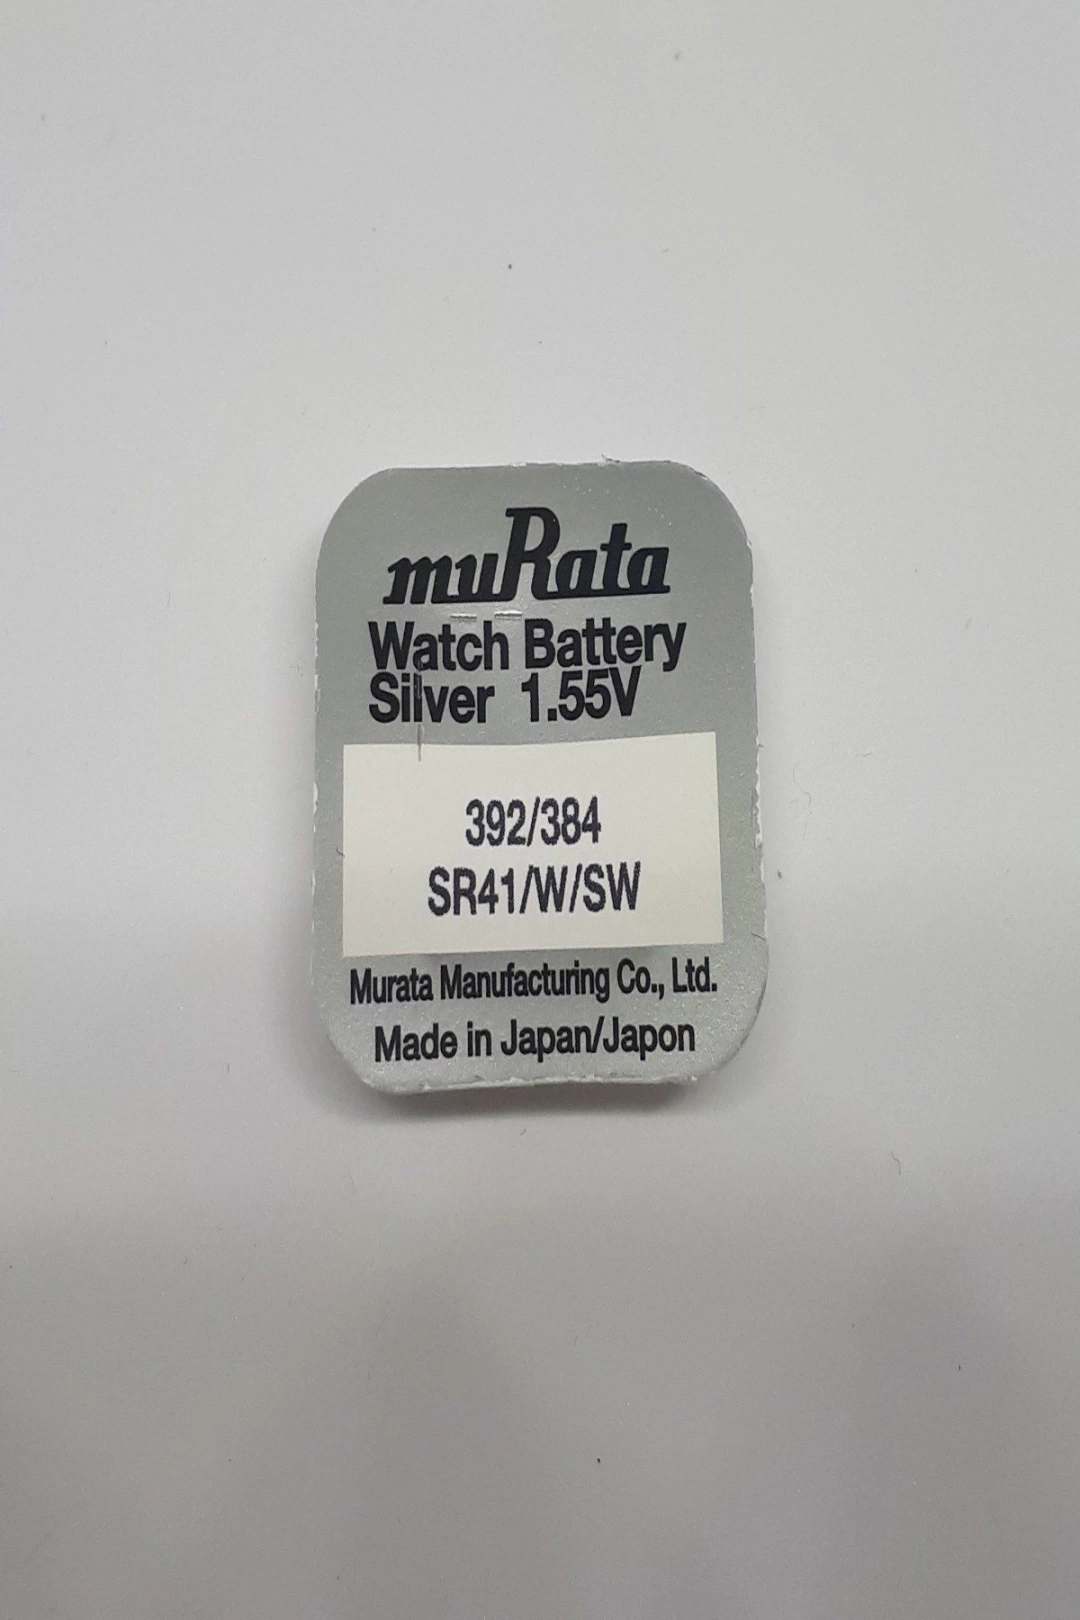 muRata
Watch Battery
Silver 1.55V
392/384
SR41/W/SW
Murata Manufacturing Co., Ltd.
Made in Japan/Japon